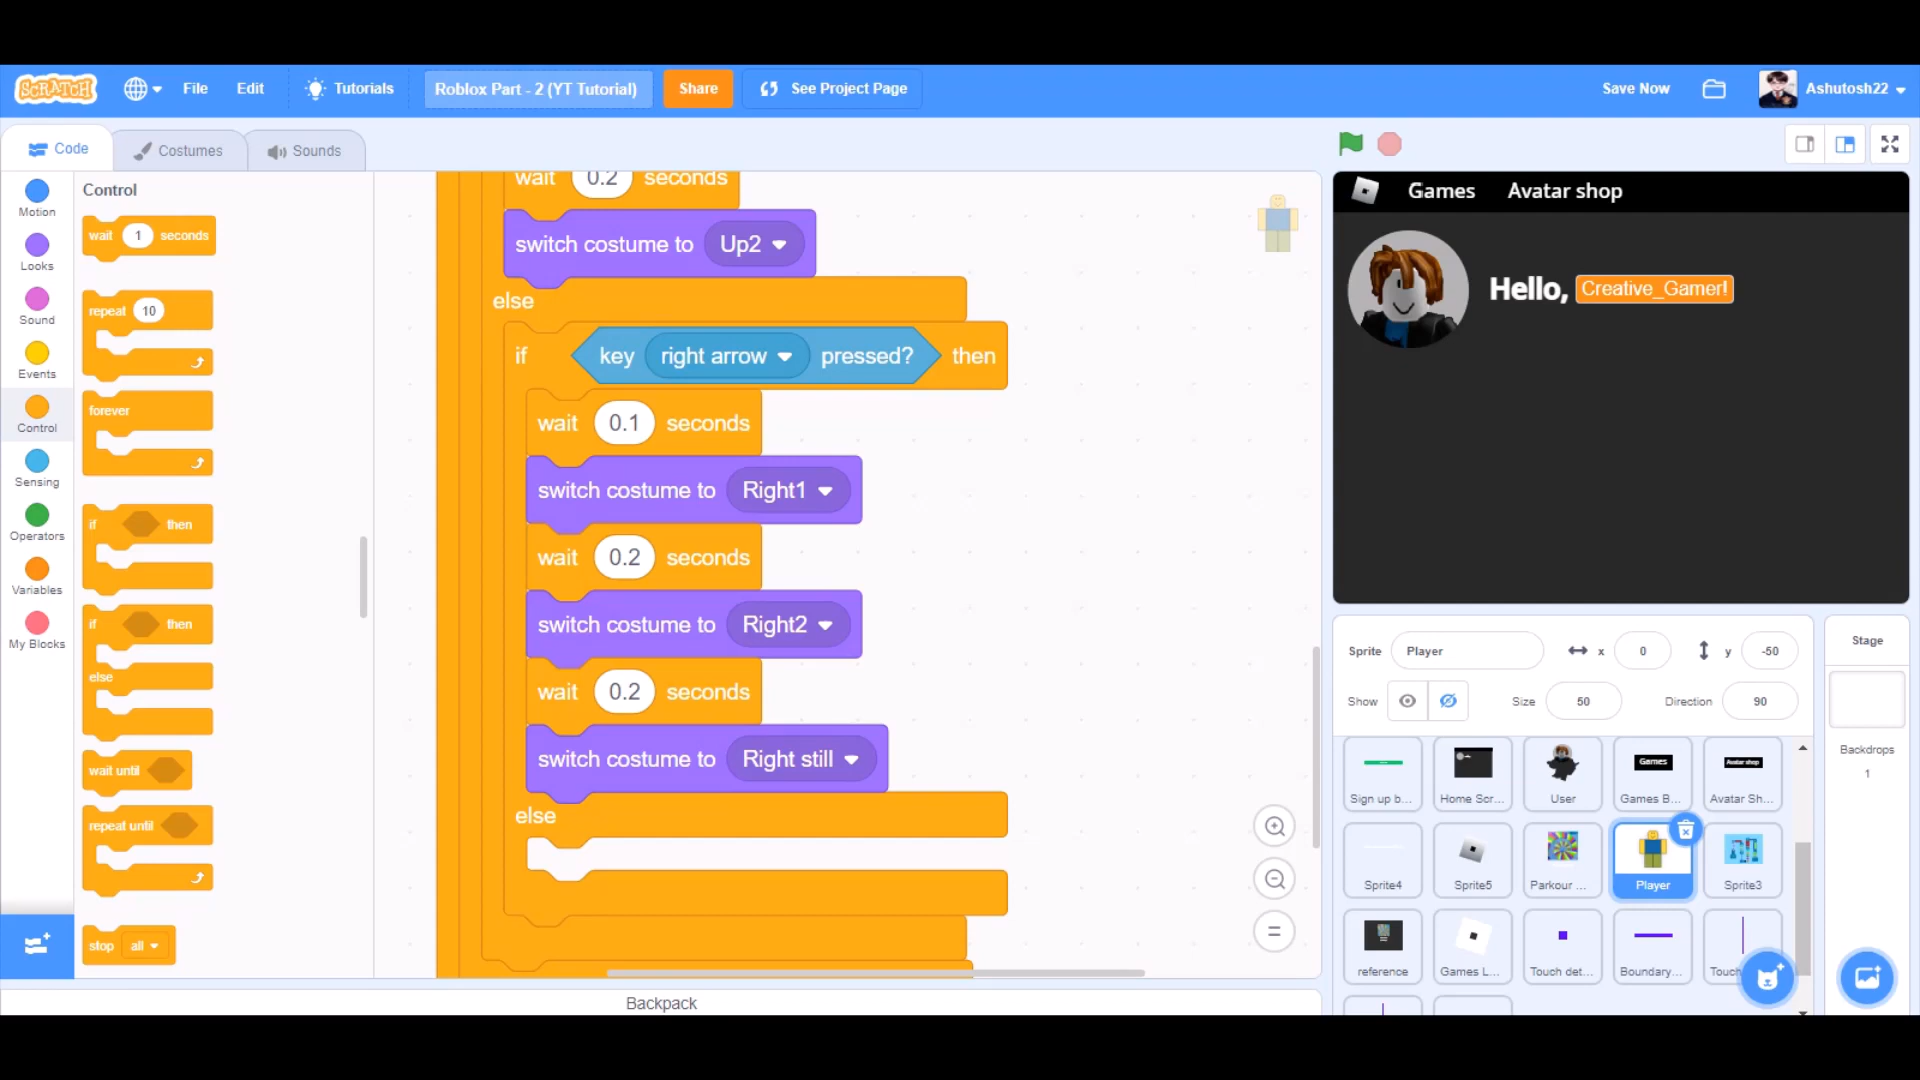 SCRATCH
File
Edit
Tutorials
Roblox Part - 2 (YT Tutorial)
Share
See Project Page
Save Now
Ashutosh22
Code
Costumes
Sounds
Motion
Looks
Sound
Events
Control
Sensing
Operators
Variables
My Blocks
Control
wait 1 seconds
repeat 10
forever
if then
if then
else
wait until
repeat until
stop all
wait 0.2 seconds
switch costume to Up2
else
if key right arrow pressed? then
wait 0.1 seconds
switch costume to Right1
wait 0.2 seconds
switch costume to Right2
wait 0.2 seconds
switch costume to Right still
else
Backpack
Games Avatar shop
Hello, Creative_Gamer!
Sprite Player x 0 y -50
Show Size 50 Direction 90
Stage
Backdrops
1
Games
Avatar shop
Sign up b...
Home Scr...
User
Games B...
Avatar Sh...
Sprite4
Sprite5
Parkour ...
Player
Sprite3
reference
Games L...
Touch det...
Boundary...
Touc